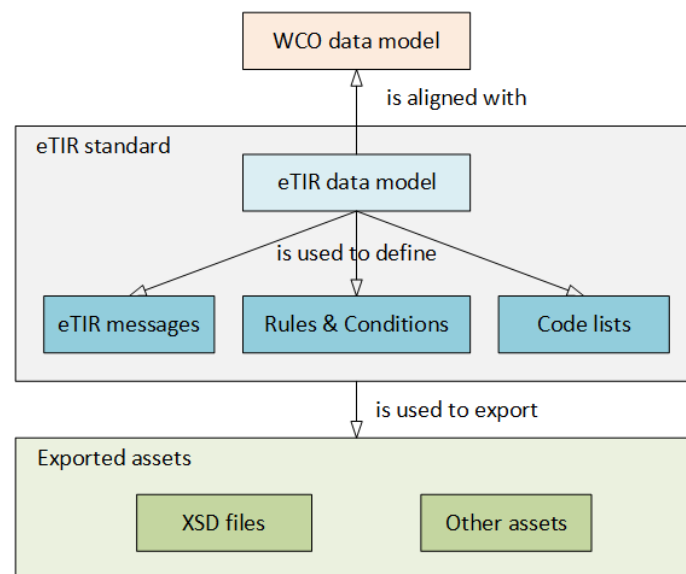 WCO data model
is aligned with
eTIR standard
eTIR data model
is used to define
eTIR messages
Rules & Conditions
Code lists
is used to export
Exported assets
XSD files
Other assets